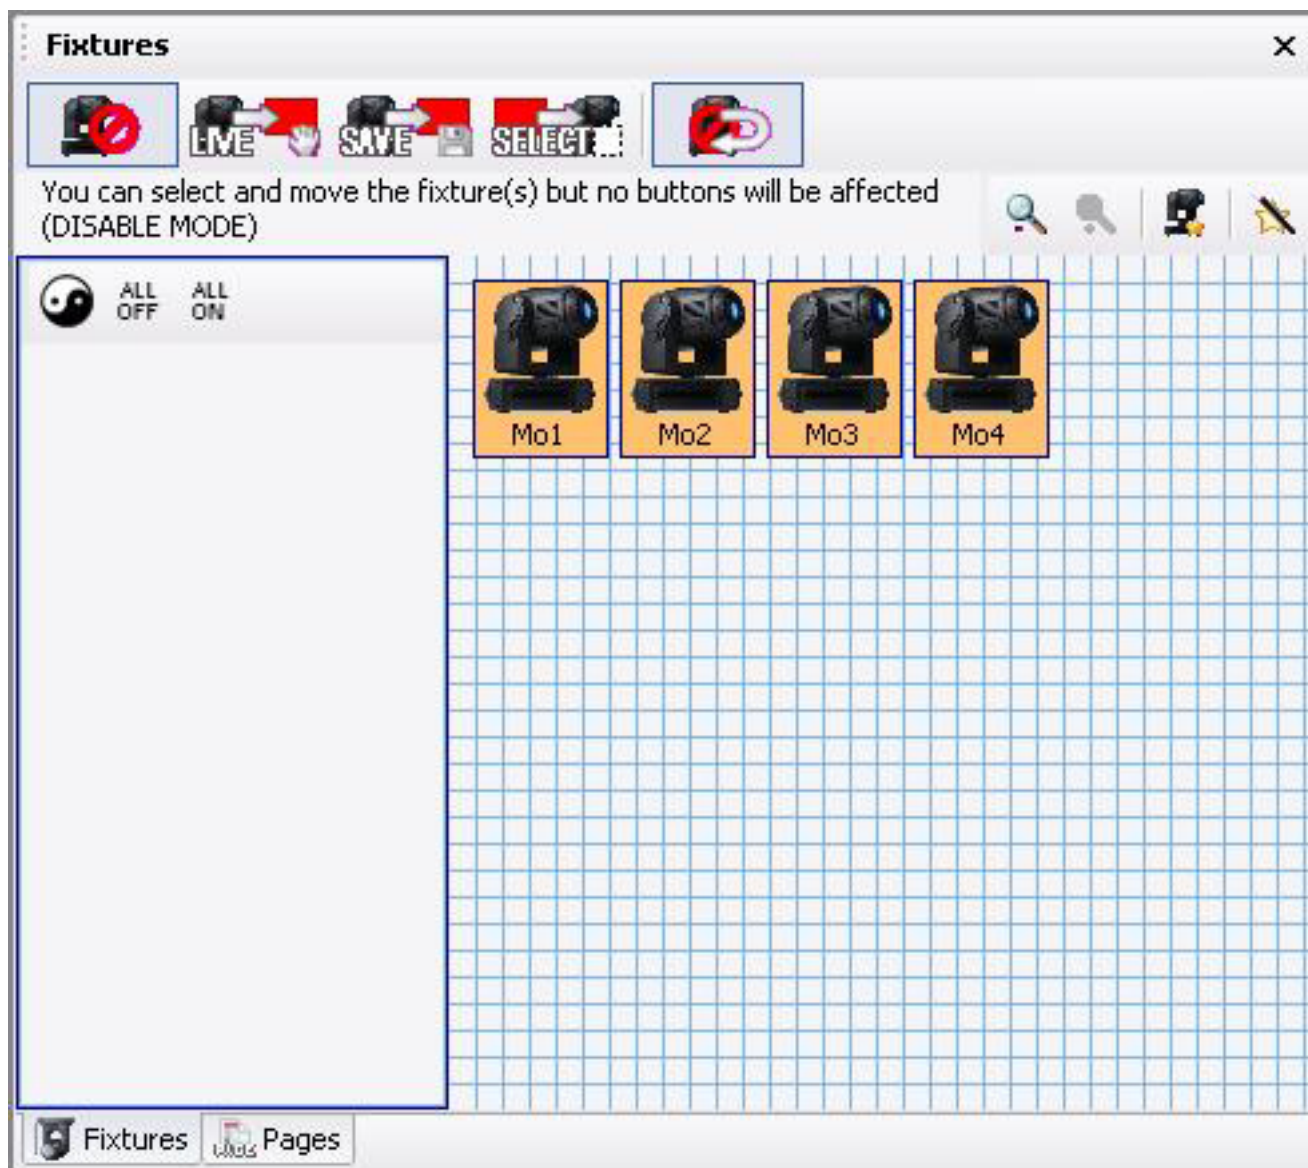 Fixtures
LIVE SAVE SELECT
You can select and move the fixture(s) but no buttons will be affected
(DISABLE MODE)
ALL ALL
OFF ON
Mo1 Mo2 Mo3 Mo4
Fixtures Pages